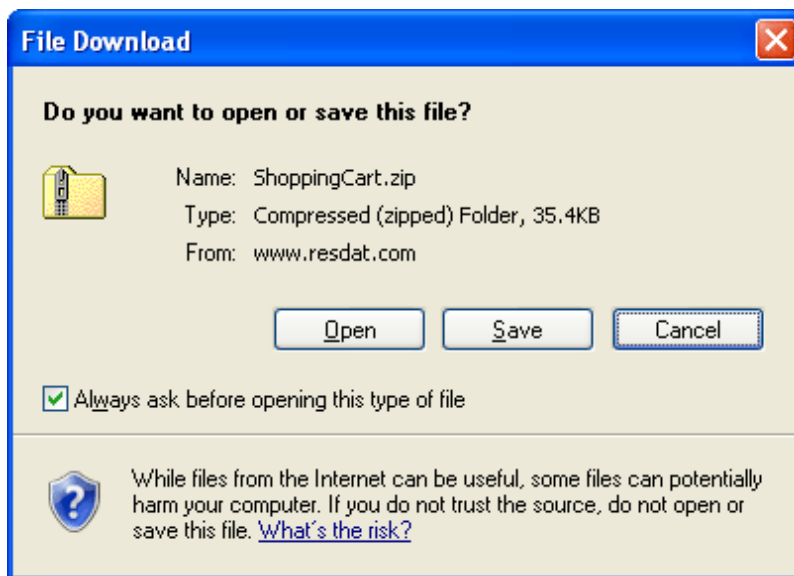 File Download
Do you want to open or save this file?
Name: ShoppingCart.zip
Type: Compressed (zipped) Folder, 35.4KB
From: www.resdat.com
Open Save Cancel
Always ask before opening this type of file
While files from the Internet can be useful, some files can potentially
harm your computer. If you do not trust the source, do not open or
save this file. What's the risk?